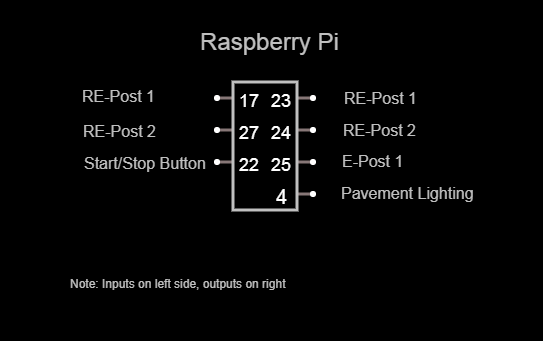 Raspberry Pi
RE-Post 1 17 23 RE-Post 1
RE-Post 2 27 24 RE-Post 2
Start/Stop Button 22 25 E-Post 1
4 Pavement Lighting
Note: Inputs on left side, outputs on right